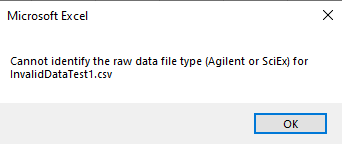 Microsoft Excel
Cannot identify the raw data file type (Agilent or SciEx) for
InvalidDataTest1.csv
OK